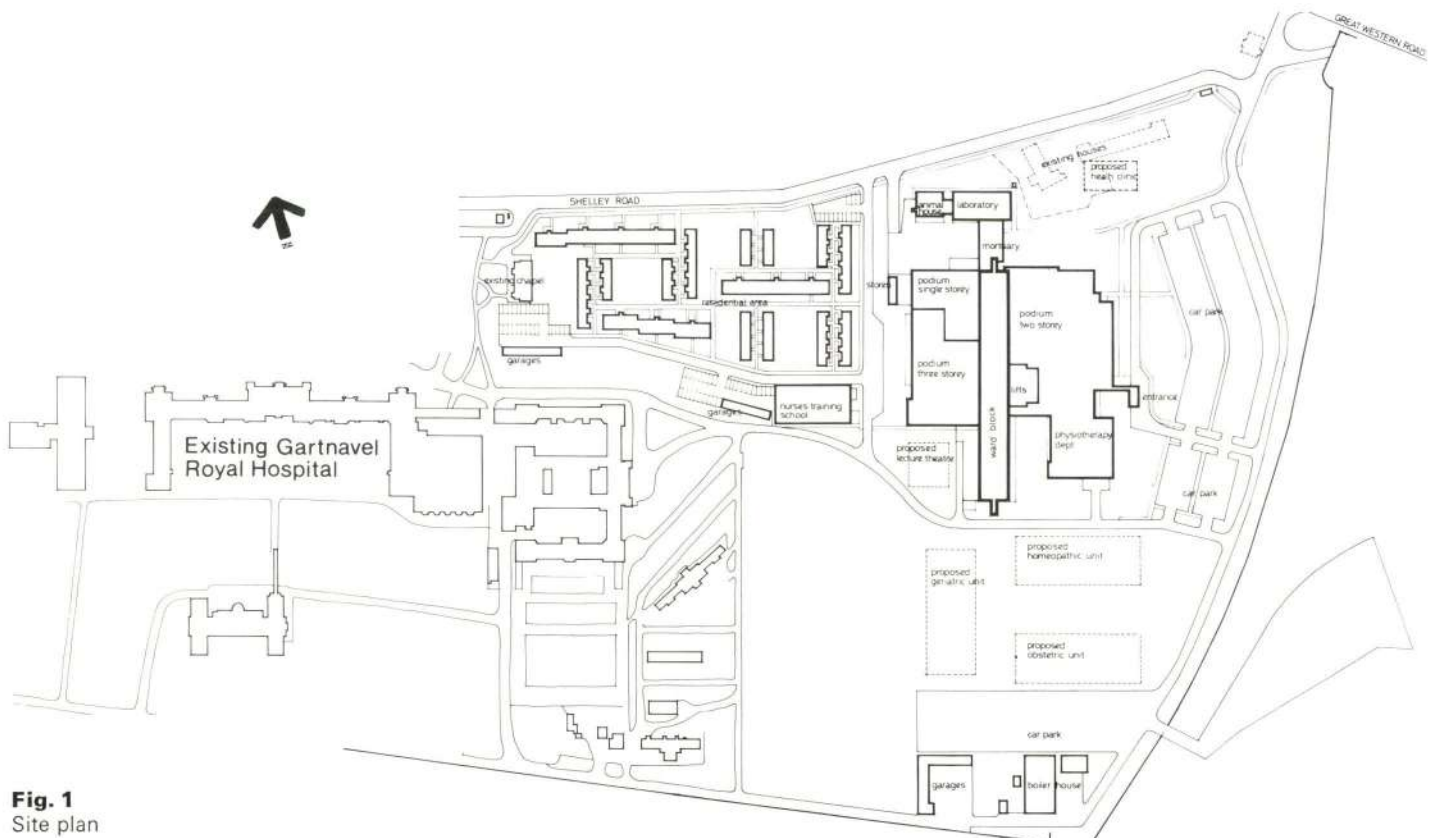 GREAT WESTERN ROAD
existing houses
proposed
health clinic
SHELLEY ROAD
animal
house
laboratory
mortuary
existing chapel
stores
podium
single storey
podium
two storey
residential area
car park
garages
podium
three storey
lifts
entrance
garages
nurses training
school
ward block
physiotherapy
dept
Existing Gartnavel
Royal Hospital
proposed
lecture theatre
car park
proposed
homeopathic unit
proposed
geriatric unit
proposed
obstetric unit
car park
garages
boiler house
Fig. 1
Site plan